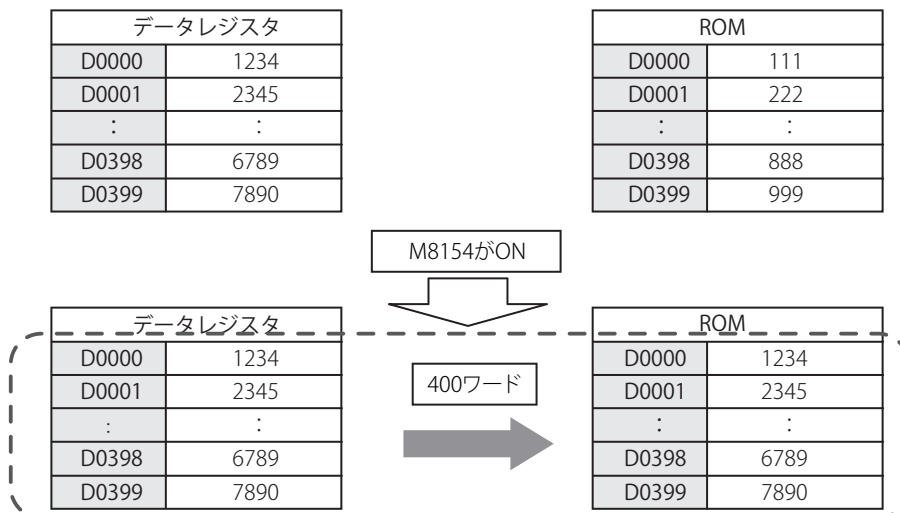 データレジスタ
D0000 1234
D0001 2345
： :
D0398 6789
D0399 7890
ROM
D0000 111
D0001 222
： :
D0398 888
D0399 999
M8154がON
データレジスタ
D0000 1234
D0001 2345
: :
D0398 6789
D0399 7890
400ワード
ROM
D0000 1234
D0001 2345
： :
D0398 6789
D0399 7890